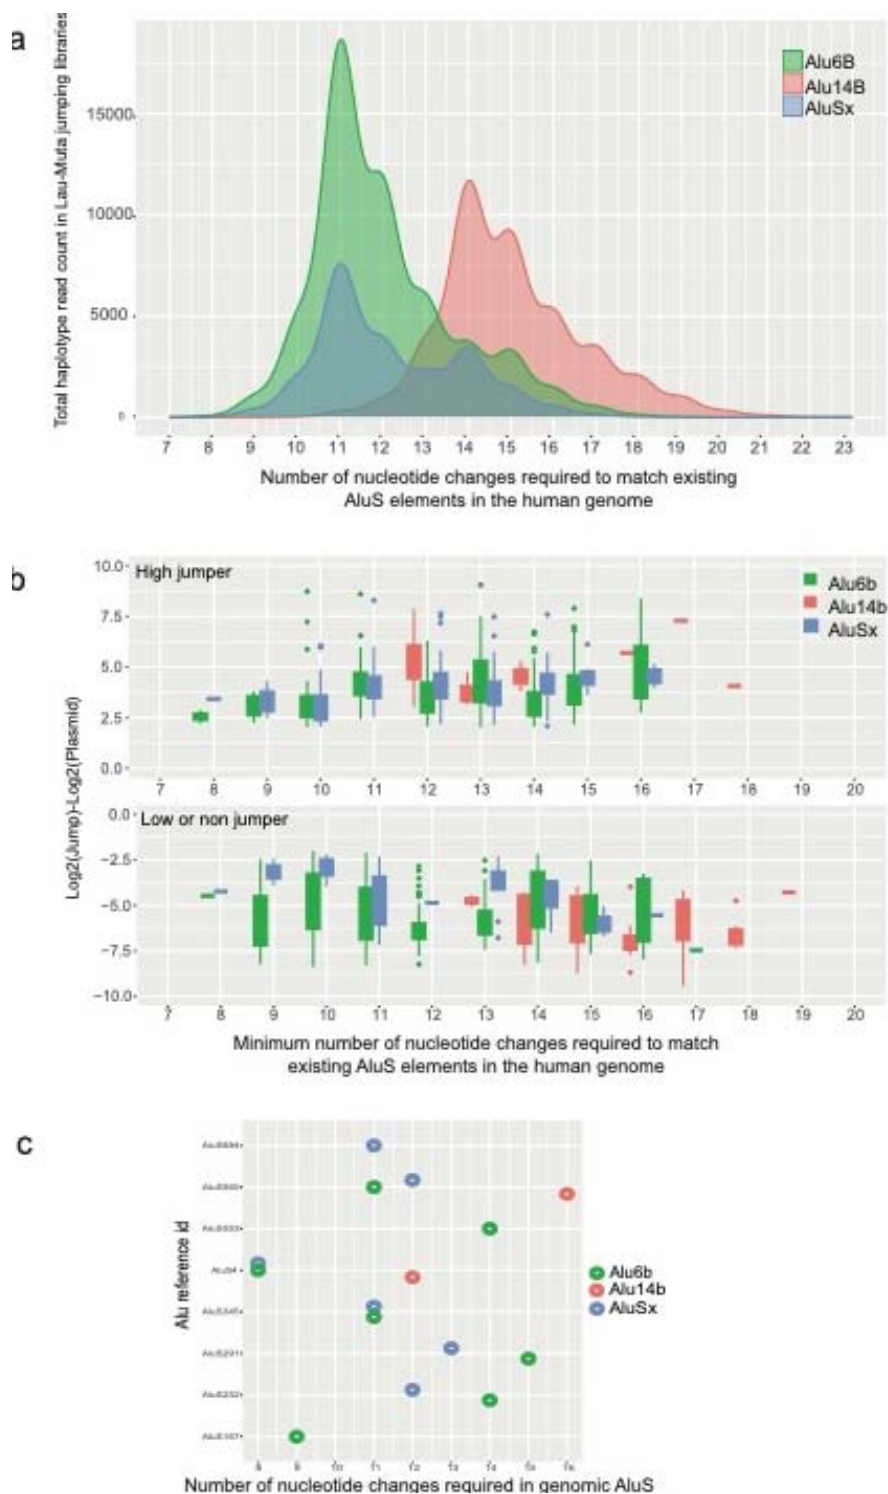 a
Total haplotype read count in Lau-Muta jumping libraries
15000
10000
5000
0
Alu6B
Alu14B
AluSx
7 8 9 10 11 12 13 14 15 16 17 18 19 20 21 22 23
Number of nucleotide changes required to match existing
AluS elements in the human genome
b
Log2(Jump)-Log2(Plasmid)
High jumper
10.0
7.5
5.0
2.5
0.0
Alu6b
Alu14b
AluSx
7 8 9 10 11 12 13 14 15 16 17 18 19 20
Low or non jumper
0.0
−2.5
−5.0
−7.5
−10.0
7 8 9 10 11 12 13 14 15 16 17 18 19 20
Minimum number of nucleotide changes required to match
existing AluS elements in the human genome
c
Alu reference id
Alu6b
Alu14b
AluSx
Number of nucleotide changes required in genomic AluS